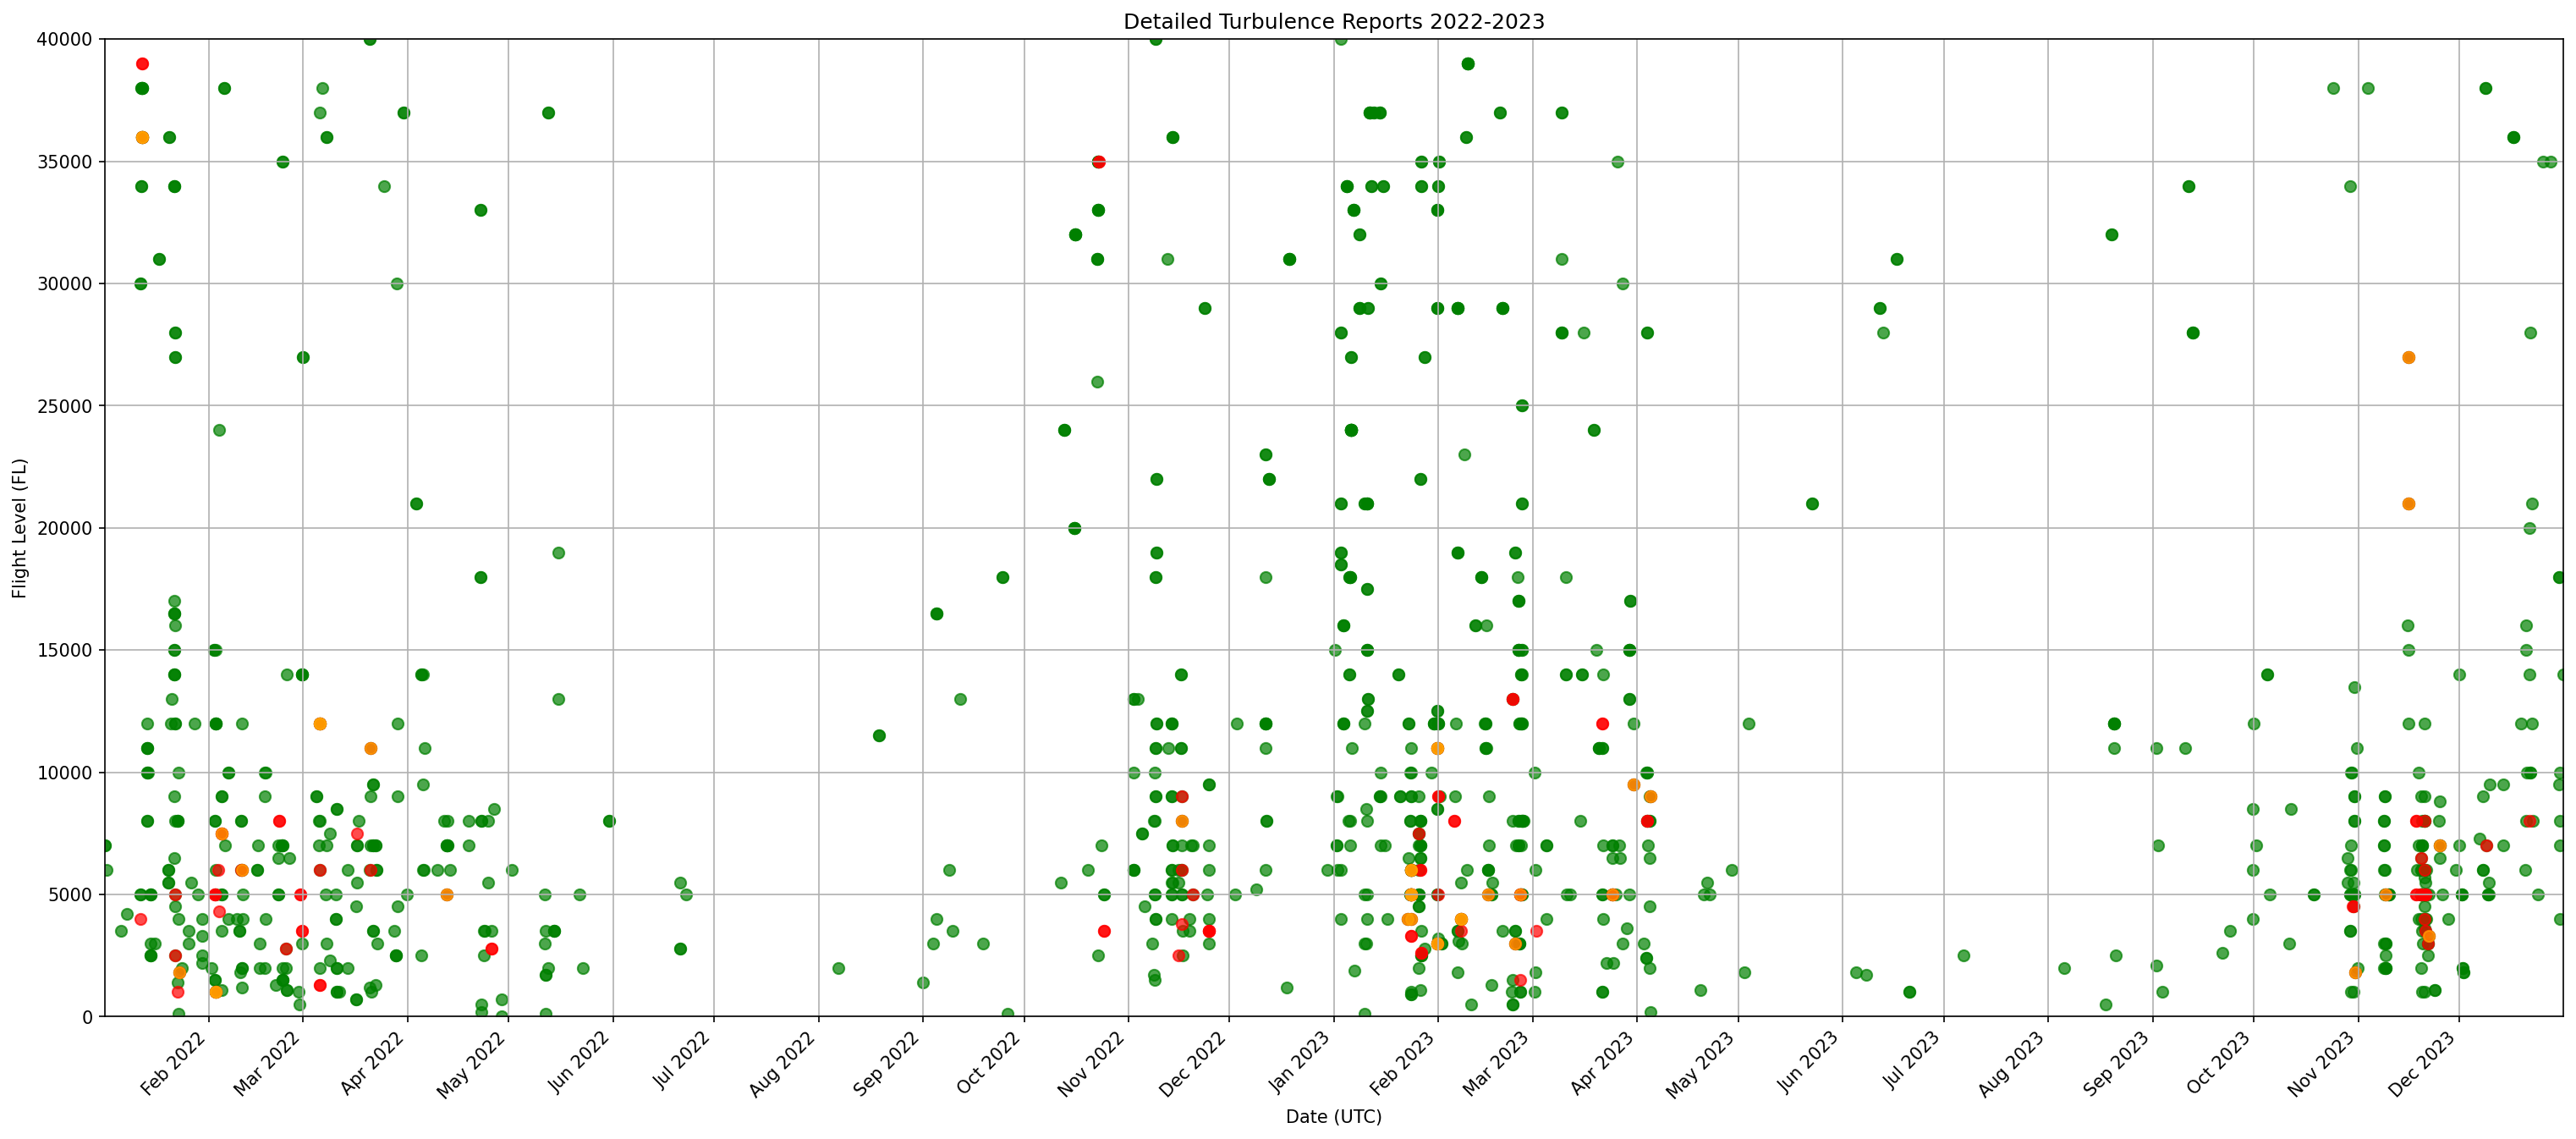 Detailed Turbulence Reports 2022-2023
Flight Level (FL)
40000
35000
30000
25000
20000
15000
10000
5000
0
Feb 2022
Mar 2022
Apr 2022
May 2022
Jun 2022
Jul 2022
Aug 2022
Sep 2022
Oct 2022
Nov 2022
Dec 2022
Jan 2023
Feb 2023
Mar 2023
Apr 2023
May 2023
Jun 2023
Jul 2023
Aug 2023
Sep 2023
Oct 2023
Nov 2023
Dec 2023
Date (UTC)